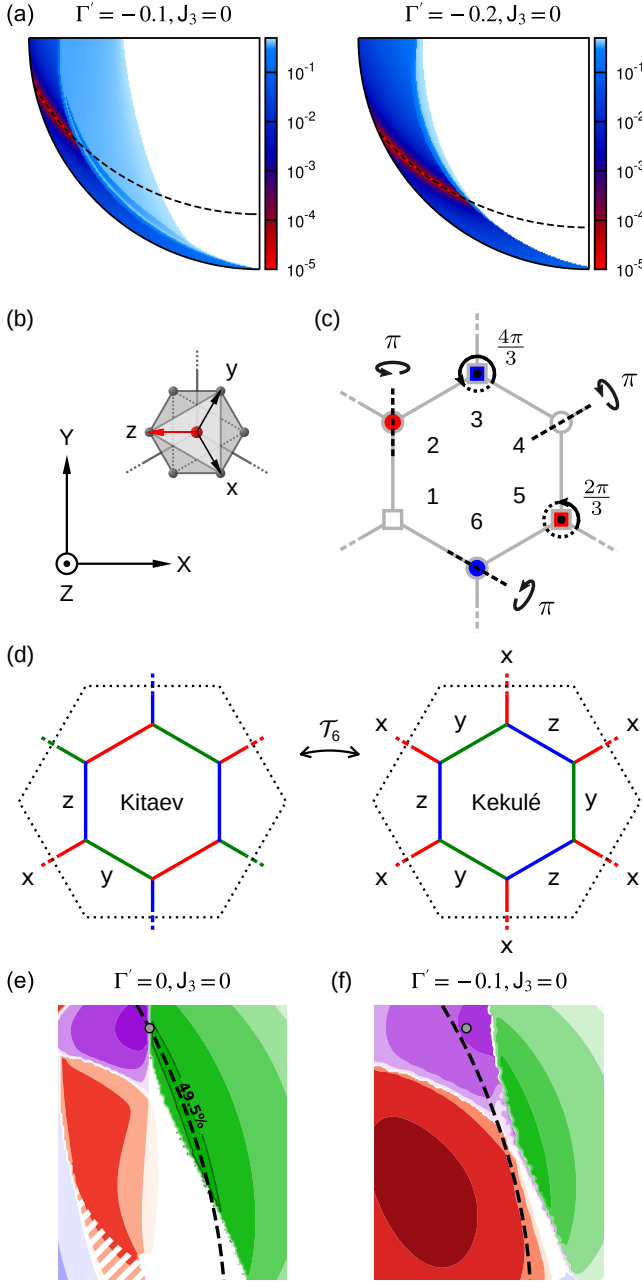 (a)
Γ′ = −0.1, J₃ = 0
Γ′ = −0.2, J₃ = 0
10⁻¹
10⁻²
10⁻³
10⁻⁴
10⁻⁵
10⁻¹
10⁻²
10⁻³
10⁻⁴
10⁻⁵
(b)
Y
X
Z
y
z
x
(c)
π
4π/3
π
3
2
4
1
5
2π/3
6
π
(d)
Kitaev
z
x
y
𝒯₆
Kekulé
x
x
y
z
x
z
y
x
y
z
x
x
(e)
Γ′ = 0, J₃ = 0
49.5%
(f)
Γ′ = −0.1, J₃ = 0